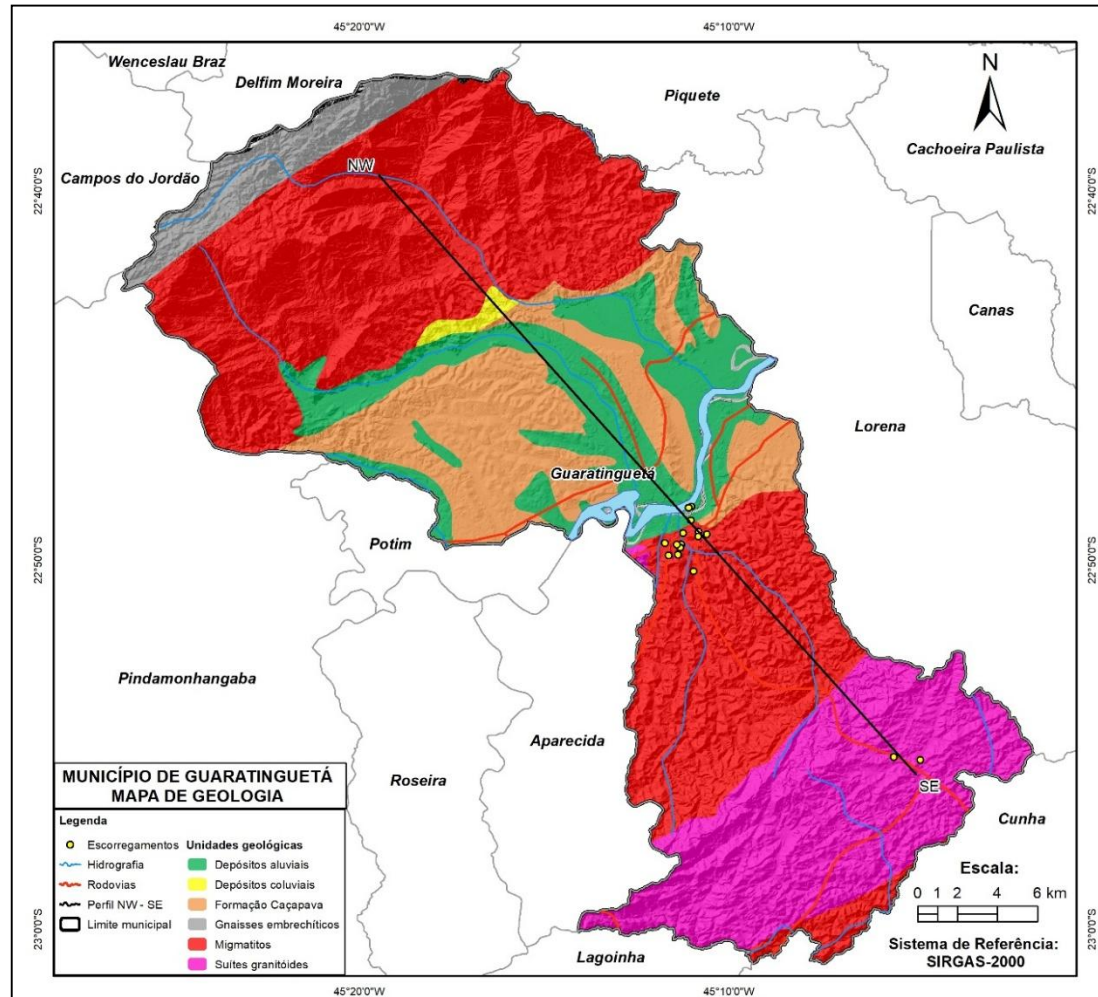 45°20'0"W
45°10'0"W
Wenceslau Braz
Delfim Moreira
Piquete
N
Cachoeira Paulista
Campos do Jordão
NW
22°40'0"S
22°40'0"S
Canas
Lorena
Guaratinguetá
Potim
22°50'0"S
22°50'0"S
Pindamonhangaba
Aparecida
Roseira
SE
Cunha
MUNICÍPIO DE GUARATINGUETÁ
MAPA DE GEOLOGIA
Legenda
Escorregamentos
Hidrografia
Rodovias
Perfil NW - SE
Limite municipal
Unidades geológicas
Depósitos aluviais
Depósitos coluviais
Formação Caçapava
Gnaisses embrechíticos
Migmatitos
Suítes granitóides
Escala:
0 1 2 4 6 km
Sistema de Referência:
SIRGAS-2000
23°0'0"S
23°0'0"S
Lagoinha
45°20'0"W
45°10'0"W